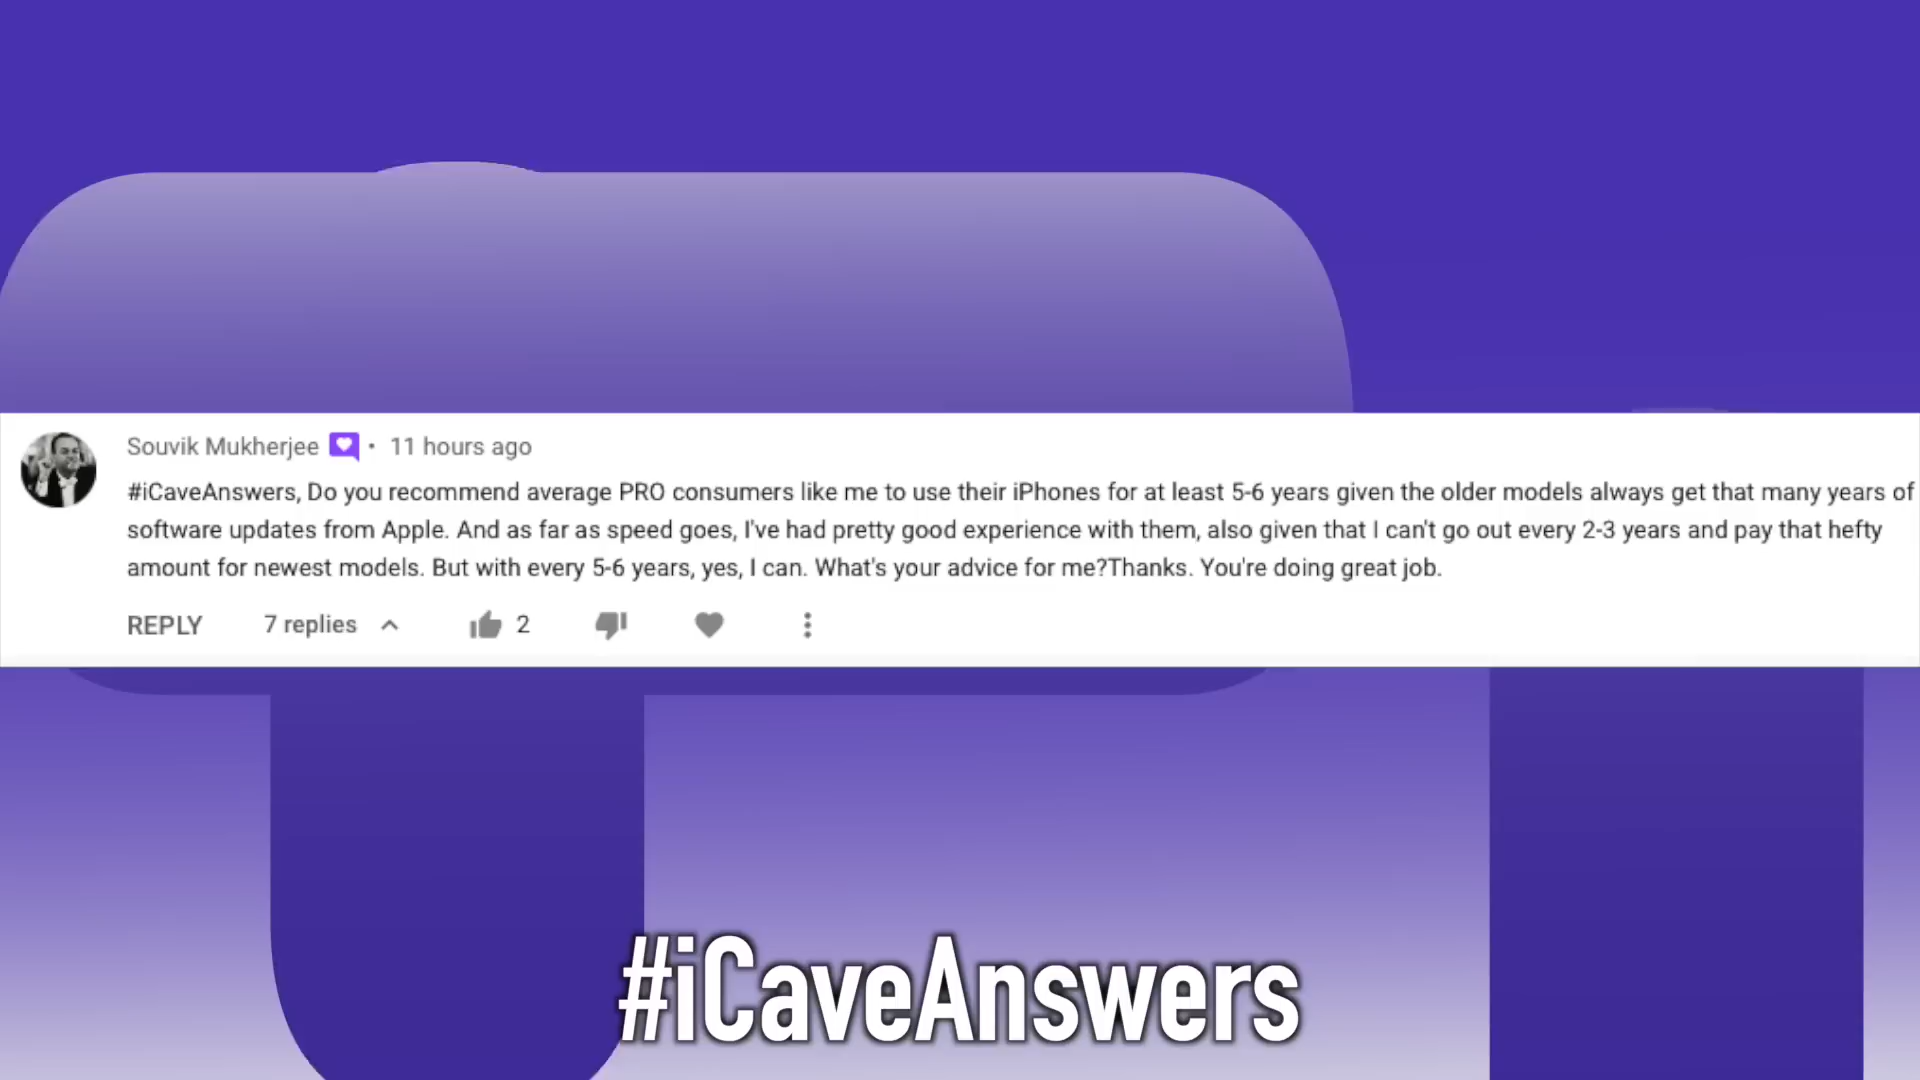 Souvik Mukherjee • 11 hours ago
#iCaveAnswers, Do you recommend average PRO consumers like me to use their iPhones for at least 5-6 years given the older models always get that many years of
software updates from Apple. And as far as speed goes, I've had pretty good experience with them, also given that I can't go out every 2-3 years and pay that hefty
amount for newest models. But with every 5-6 years, yes, I can. What's your advice for me?Thanks. You're doing great job.
REPLY 7 replies 2
#iCaveAnswers